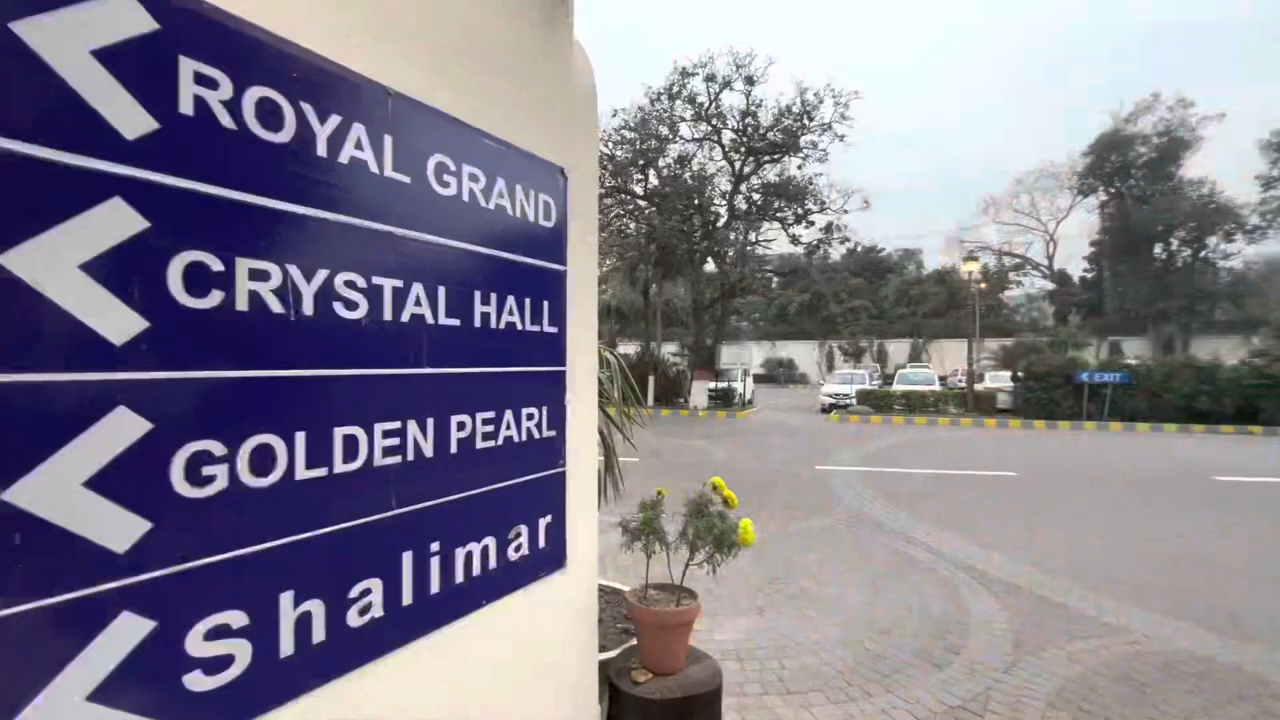 ROYAL GRAND
CRYSTAL HALL
GOLDEN PEARL
Shalimar
EXIT